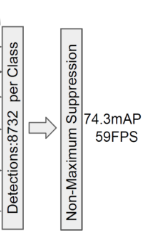 Detections:8732 per Class
Non-Maximum Suppression
74.3mAP
59FPS